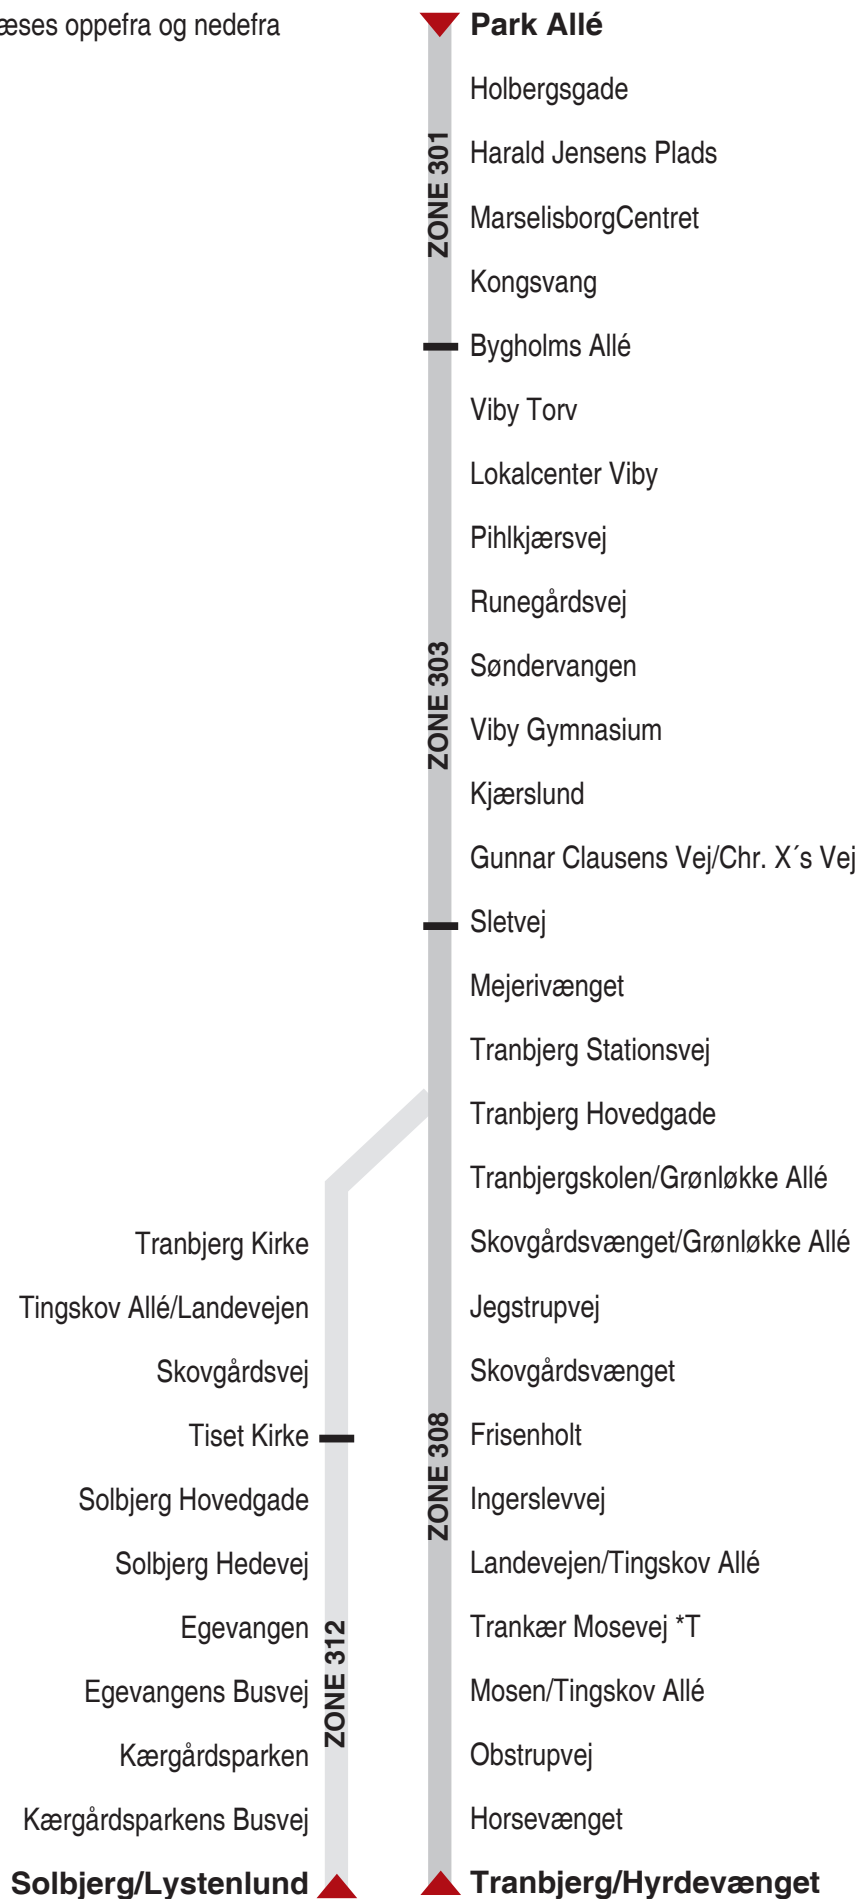 oppefra og nedefra
Park Allé
Holbergsgade
Harald Jensens Plads
ZONE 301
MarselisborgCentret
Kongsvang
Bygholms Allé
Viby Torv
Lokalcenter Viby
Pihlkjærsvej
Runegårdsvej
Søndervangen
ZONE 303
Viby Gymnasium
Kjærslund
Gunnar Clausens Vej/Chr. X´s Vej
Sletvej
Mejerivænget
Tranbjerg Stationsvej
Tranbjerg Hovedgade
Tranbjergskolen/Grønløkke Allé
Skovgårdsvænget/Grønløkke Allé
Jegstrupvej
Skovgårdsvænget
Frisenholt
ZONE 308
Ingerslevvej
Landevejen/Tingskov Allé
Trankær Mosevej *T
Mosen/Tingskov Allé
Obstrupvej
Horsevænget
Tranbjerg/Hyrdevænget
Tranbjerg Kirke
Tingskov Allé/Landevejen
Skovgårdsvej
Tiset Kirke
Solbjerg Hovedgade
Solbjerg Hedevej
Egevangen
ZONE 312
Egevangens Busvej
Kærgårdsparken
Kærgårdsparkens Busvej
Solbjerg/Lystenlund